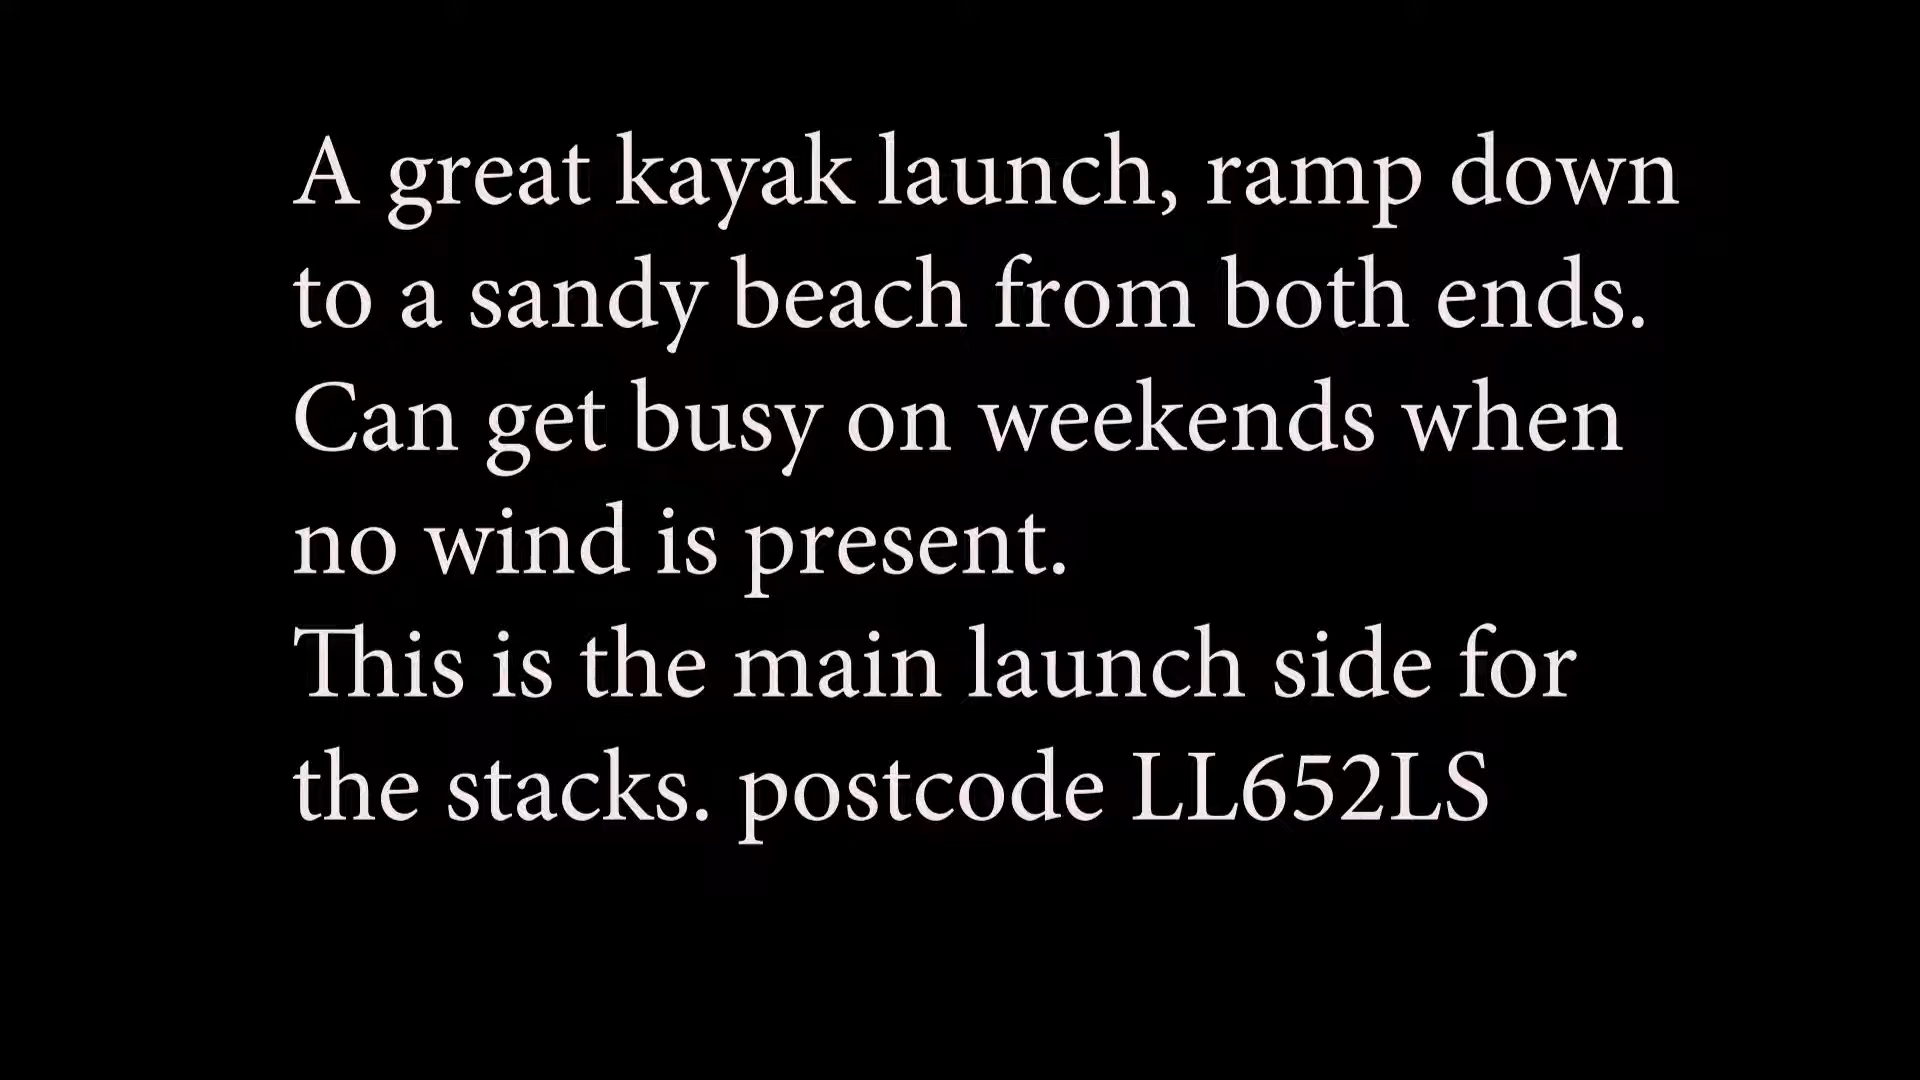 A great kayak launch, ramp down
to a sandy beach from both ends.
Can get busy on weekends when
no wind is present.
This is the main launch side for
the stacks. postcode LL652LS